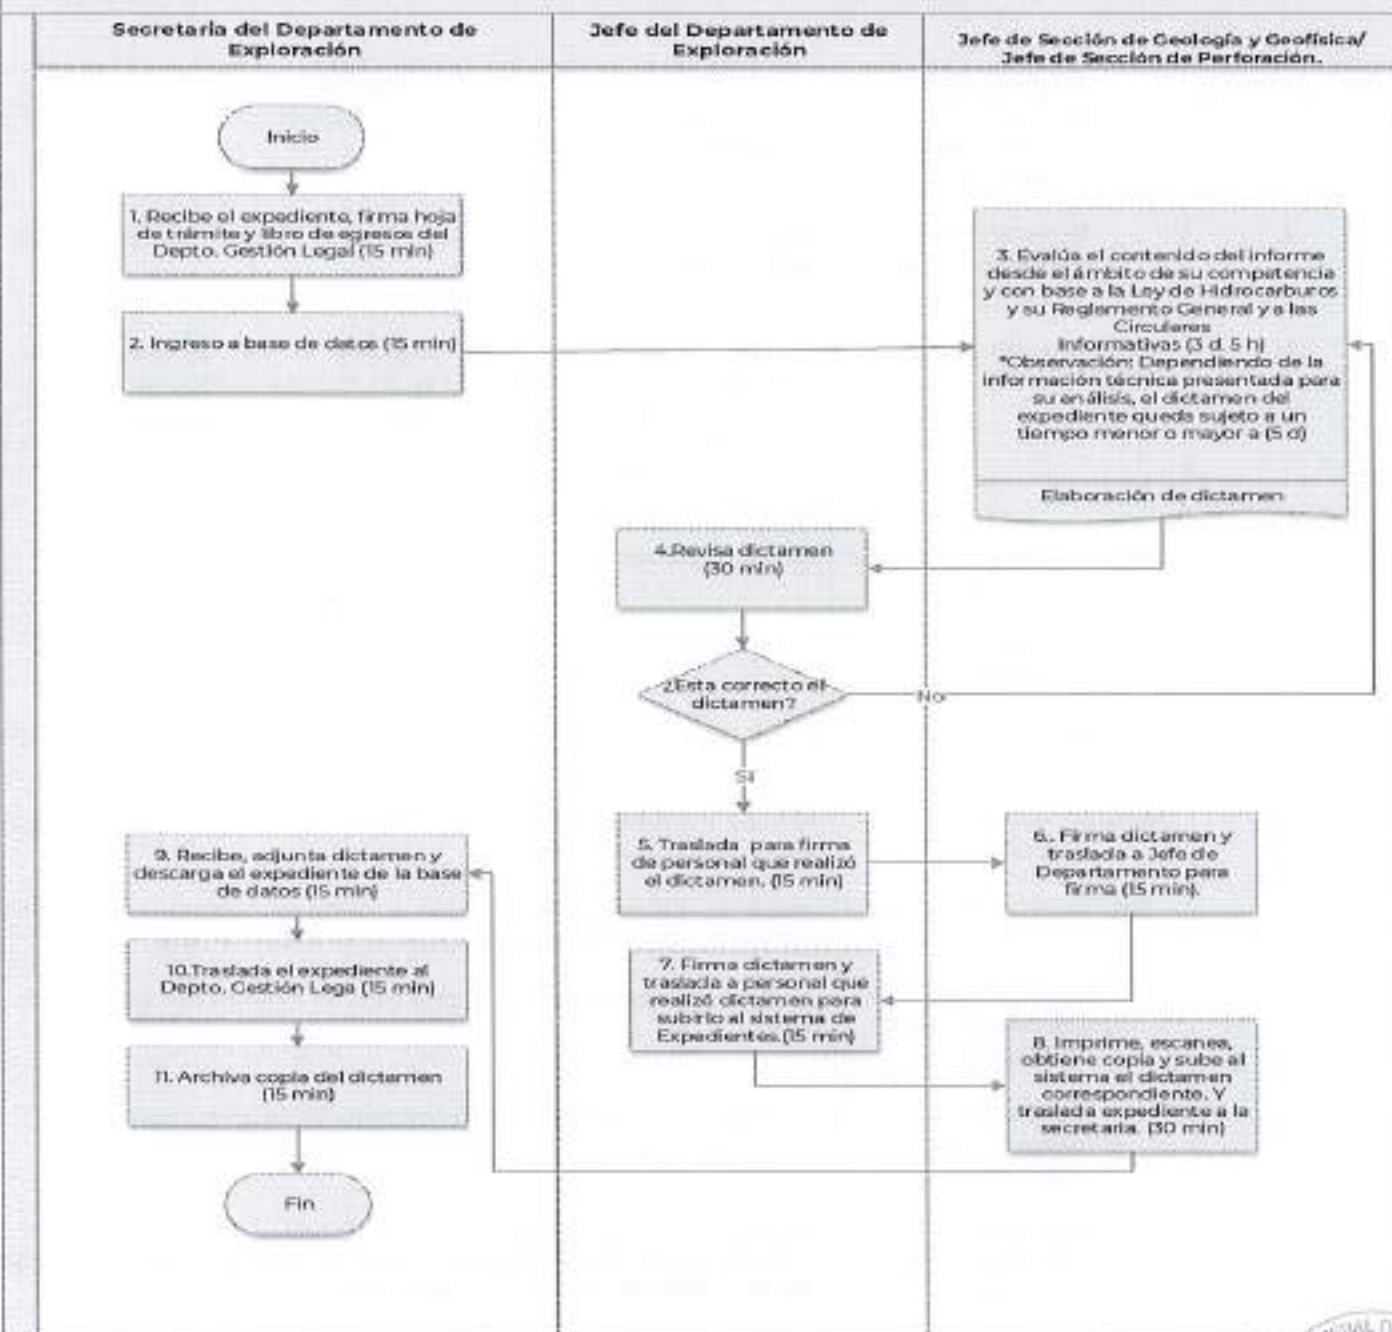 Secretaria del Departamento de
Exploración
Jefe del Departamento de
Exploración
Jefe de Sección de Geología y Geofísica/
Jefe de Sección de Perforación.
Inicio
1. Recibe el expediente, firma hoja
de trámite y libro de egresos del
Depto. Gestión Legal (15 min)
2. Ingreso a base de datos (15 min)
3. Evalúa el contenido del informe
desde el ámbito de su competencia
y con base a la Ley de Hidrocarburos
y su Reglamento General y a las
Circulares
Informativas (3 d. 5 h)
*Observación: Dependiendo de la
información técnica presentada para
su análisis, el dictamen del
expediente queda sujeto a un
tiempo menor o mayor a (5 d)
Elaboración de dictamen
4.Revisa dictamen
(30 min)
¿Esta correcto el
dictamen?
No
Si
5. Traslada para firma
de personal que realizó
el dictamen. (15 min)
6.. Firma dictamen y
traslada a Jefe de
Departamento para
firma (15 min).
7. Firma dictamen y
traslada a personal que
realizó dictamen para
subirlo al sistema de
Expedientes.(15 min)
8. Imprime, escanea,
obtiene copia y sube al
sistema el dictamen
correspondiente. Y
traslada expediente a la
secretaria. (30 min)
9. Recibe, adjunta dictamen y
descarga el expediente de la base
de datos (15 min)
10.Traslada el expediente al
Depto. Gestión Lega (15 min)
11. Archiva copia del dictamen
(15 min)
Fin